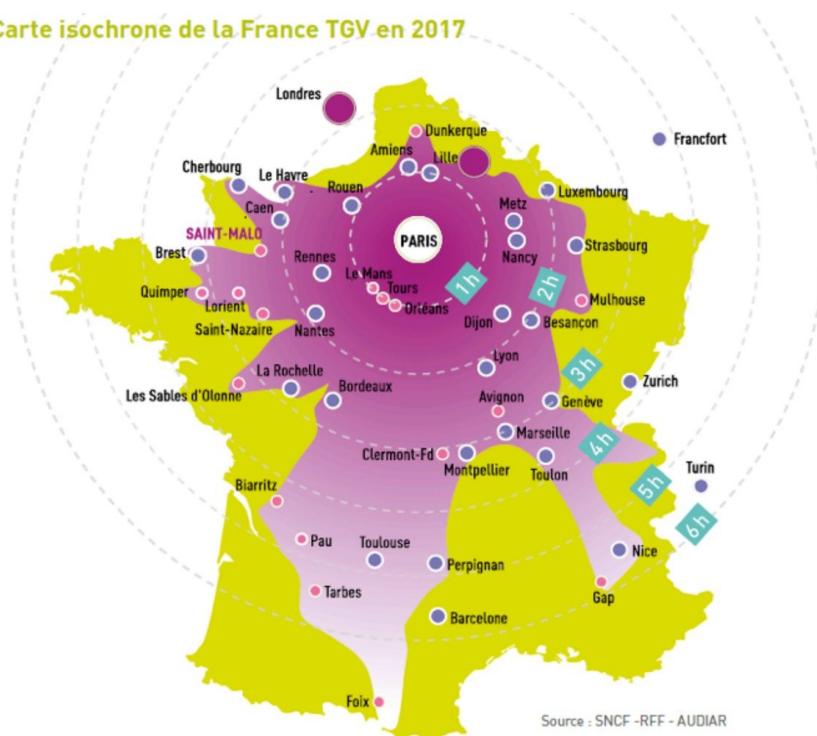 Carte isochrone de la France TGV en 2017
Londres
Dunkerque
Francfort
Amiens
Lille
Cherbourg
Le Havre
Rouen
Luxembourg
Caen
Metz
SAINT-MALO
PARIS
Strasbourg
Brest
Rennes
Nancy
Le Mans
1h
2h
Quimper
Tours
Lorient
Orléans
Mulhouse
Saint-Nazaire
Nantes
Dijon
Besançon
Lyon
3h
La Rochelle
Bordeaux
Zurich
Les Sables d'Olonne
Avignon
Genève
Marseille
4h
Clermont-Fd
Montpellier
Toulon
Turin
Biarritz
5h
6h
Pau
Toulouse
Nice
Perpignan
Tarbes
Gap
Barcelone
Foix
Source : SNCF -RFF - AUDIAR